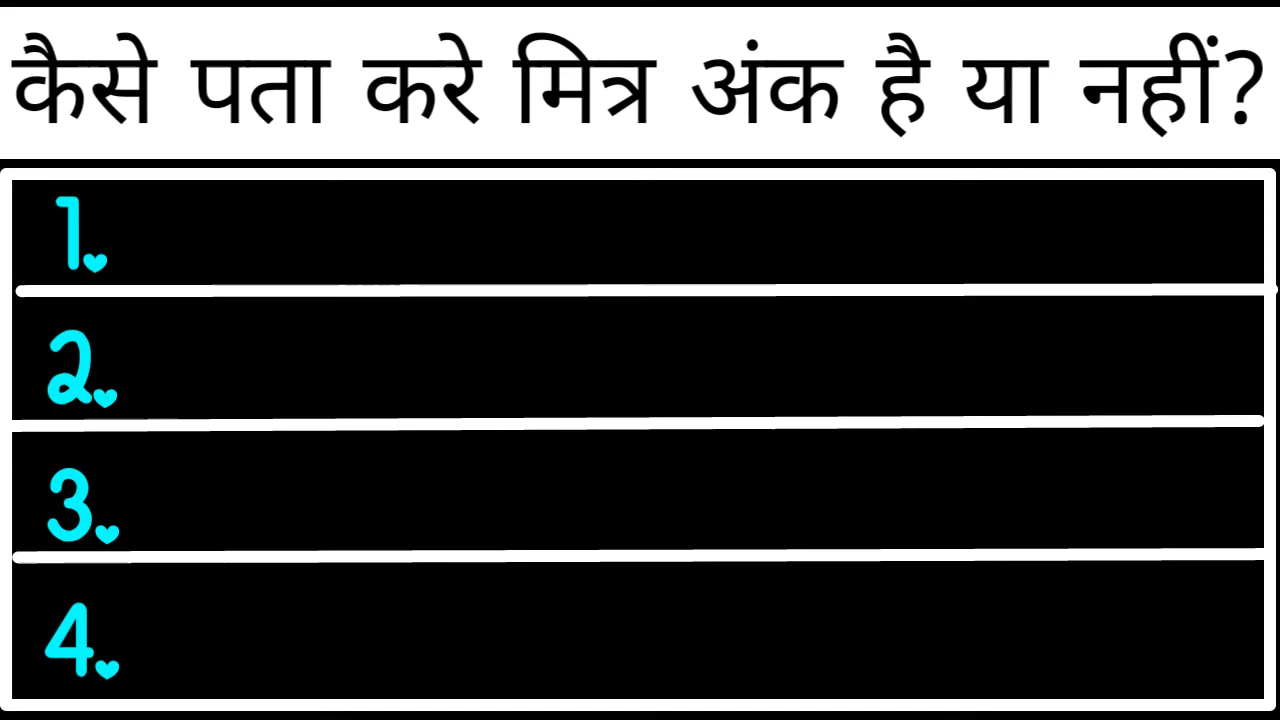 कैसे पता करे मित्र अंक है या नहीं?
1.
2.
3.
4.